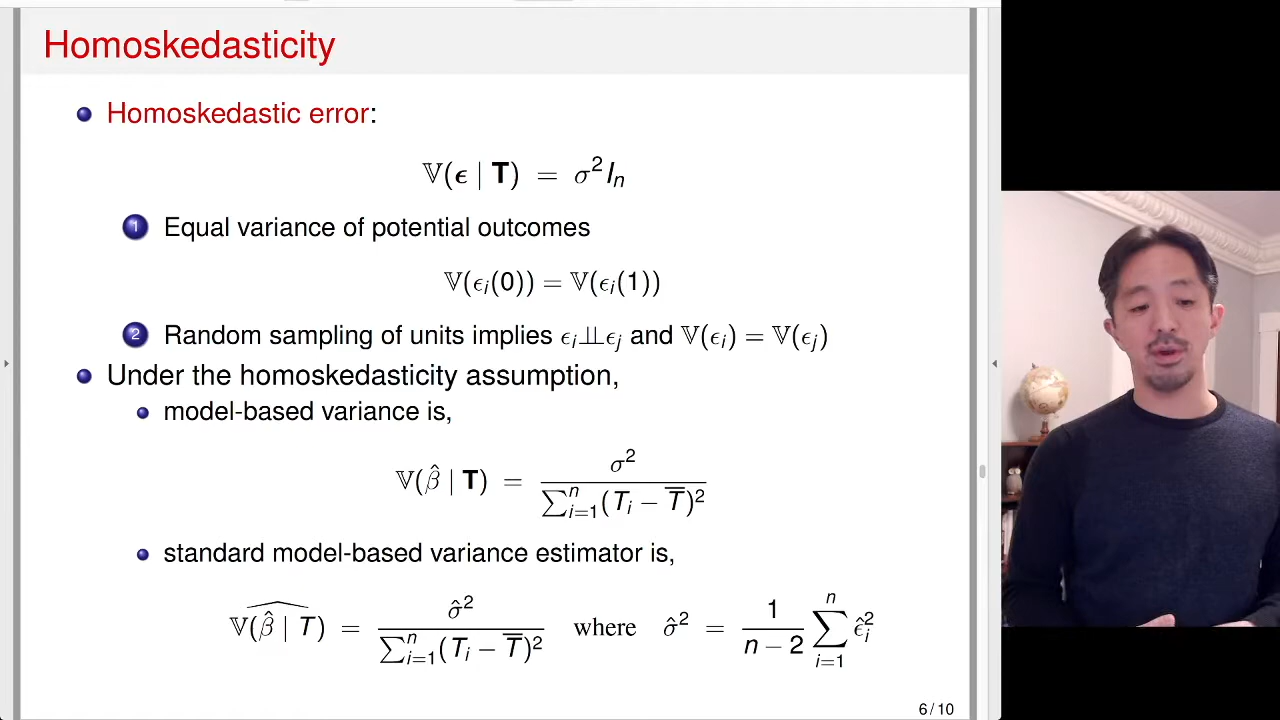 Homoskedasticity
Homoskedastic error:
𝕍(ϵ | T) = σ²Iₙ
1 Equal variance of potential outcomes
𝕍(ϵᵢ(0)) = 𝕍(ϵᵢ(1))
2 Random sampling of units implies ϵᵢ⊥⊥ϵⱼ and 𝕍(ϵᵢ) = 𝕍(ϵⱼ)
Under the homoskedasticity assumption,
model-based variance is,
𝕍(β̂ | T) = σ² / ∑ⁿᵢ₌₁(Tᵢ − T̅)²
standard model-based variance estimator is,
\widehat{𝕍(β̂ | T)} = σ̂² / ∑ⁿᵢ₌₁(Tᵢ − T̅)² where σ̂² = 1/(n − 2) ∑ⁿᵢ₌₁ ϵ̂ᵢ²
6 / 10